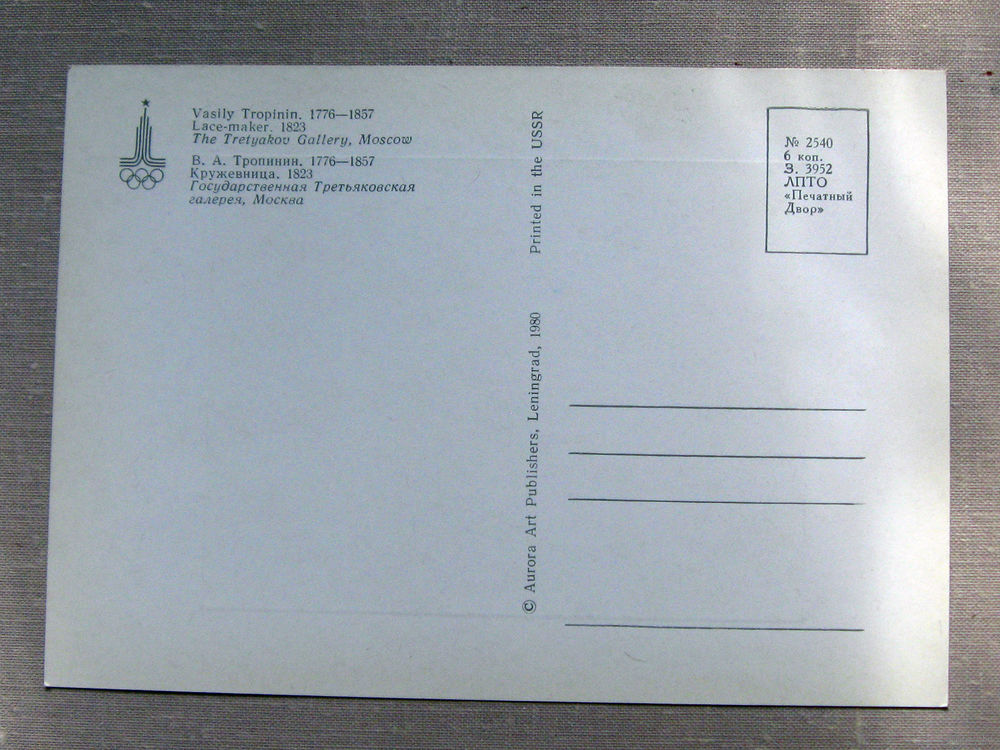 Vasily Tropinin. 1776—1857
Lace-maker. 1823
The Tretyakov Gallery, Moscow
В. А. Тропинин. 1776—1857
Кружевница. 1823
Государственная Третьяковская
галерея, Москва
© Aurora Art Publishers, Leningrad, 1980 Printed in the USSR
№ 2540
6 коп.
З. 3952
ЛПТО
«Печатный
Двор»